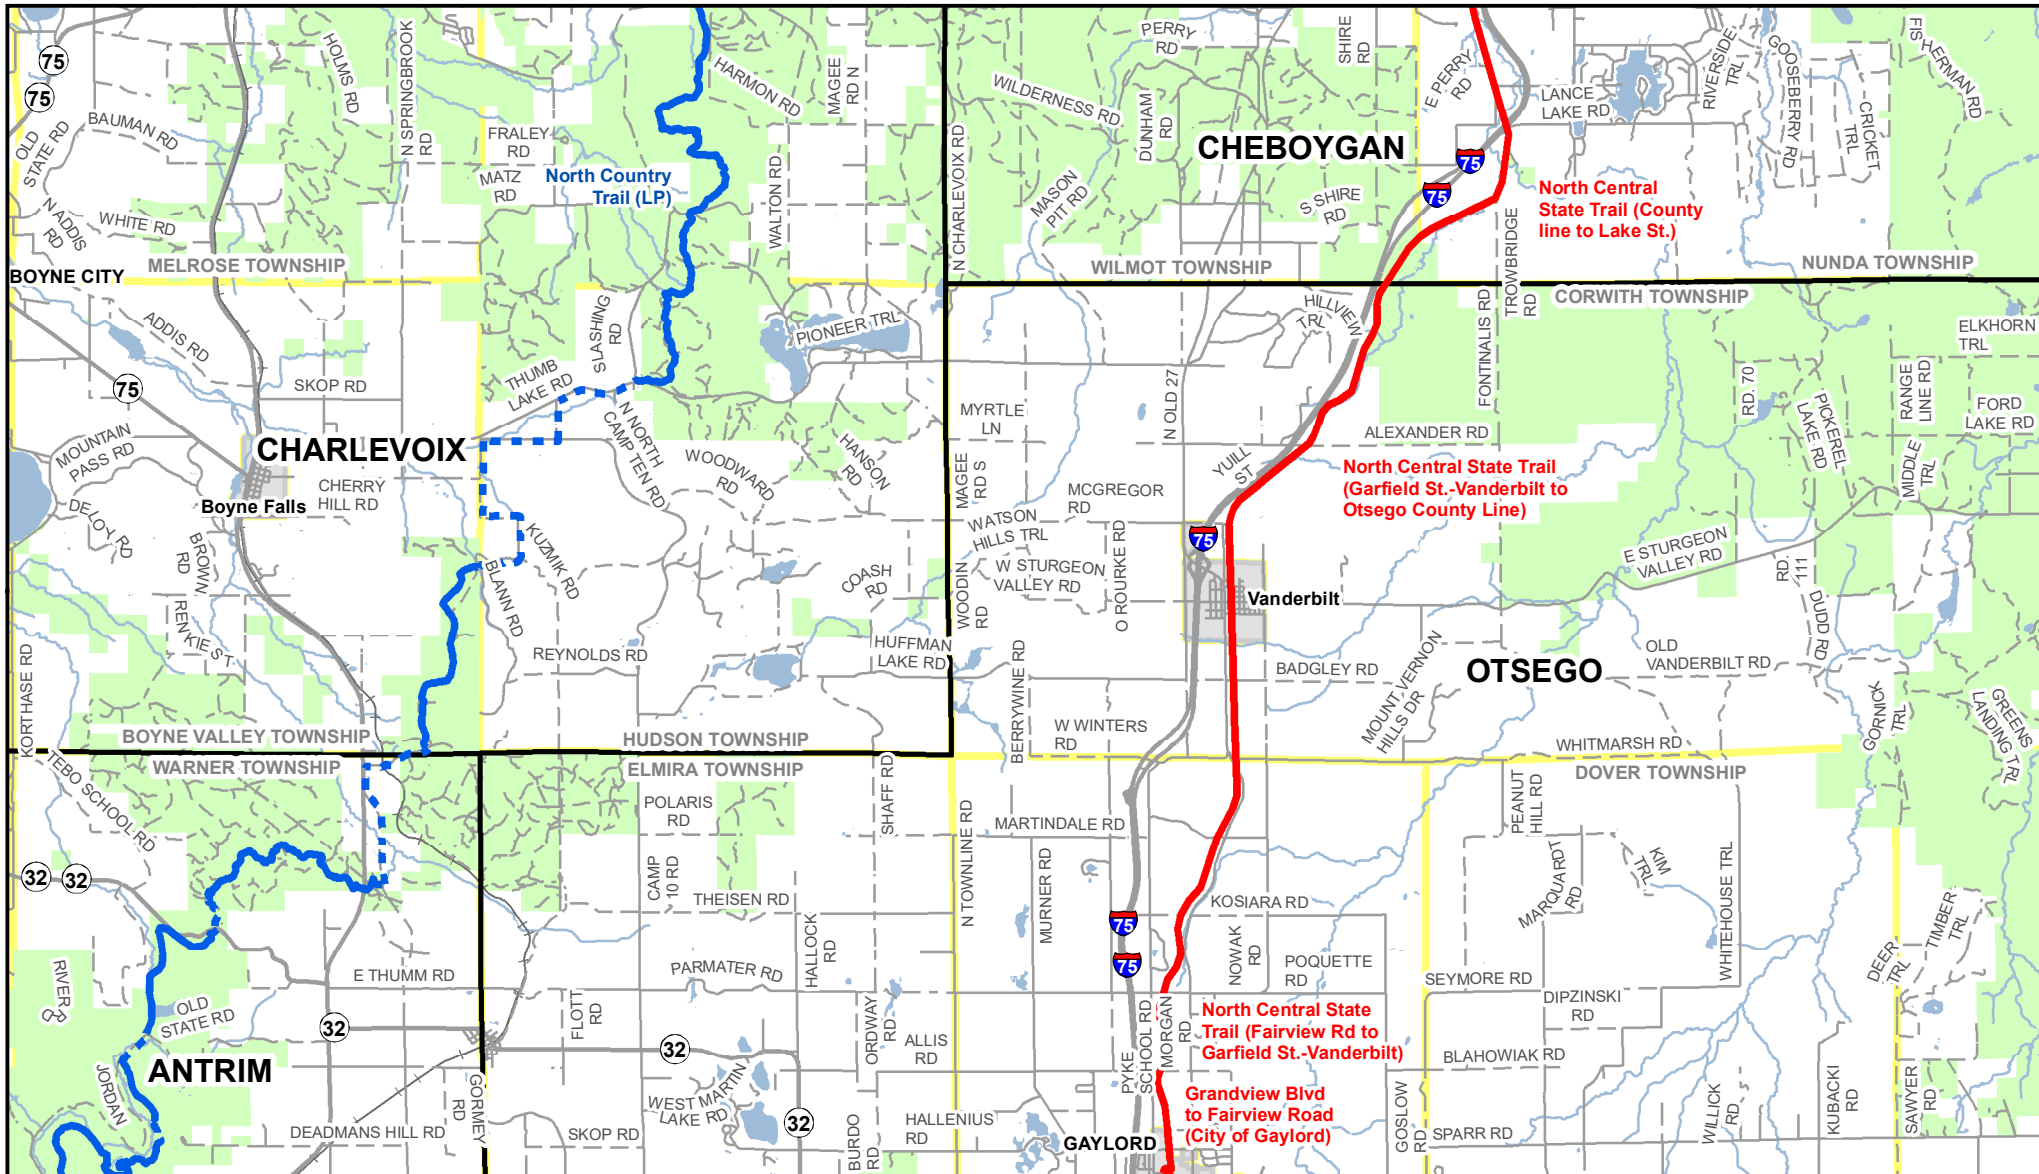 75
75
OLD
STATE RD
BAUMAN RD
HOLMS RD
N SPRINGBROOK
RD
FRALEY
RD
MATZ
RD
North Country
Trail (LP)
HARMON RD
MAGEE
RD N
WALTON RD
N ADDIS
RD
WHITE RD
MELROSE TOWNSHIP
BOYNE CITY
N CHARLEVOIX RD
WILDERNESS RD
PERRY
RD
DUNHAM
RD
SHIRE
RD
E PERRY
RD
CHEBOYGAN
MASON
PIT RD
S SHIRE
RD
75
75
LANCE
LAKE RD
RIVERSIDE
TRL
GOOSEBERRY RD
CRICKET
TRL
FISHERMAN RD
North Central
State Trail (County
line to Lake St.)
TROWBRIDGE
RD
WILMOT TOWNSHIP
NUNDA TOWNSHIP
CORWITH TOWNSHIP
ADDIS RD
75
SKOP RD
THUMB
LAKE RD
SLASHING
RD
PIONEER TRL
N NORTH
CAMP TEN RD
HILLVIEW
TRL
FONTINALIS RD
ELKHORN
TRL
N OLD 27
MYRTLE
LN
RD. 70
PICKEREL
LAKE RD
RANGE
LINE RD
FORD
LAKE RD
MIDDLE
TRL
ALEXANDER RD
MOUNTAIN
PASS RD
CHARLEVOIX
CHERRY
HILL RD
Boyne Falls
WOODWARD
RD
HANSON
RD
MAGEE
RD S
MCGREGOR
RD
YUILL
ST
North Central State Trail
(Garfield St.-Vanderbilt to
Otsego County Line)
DELOY RD
BROWN
RD
KUZMIK RD
BLANN RD
COASH
RD
WATSON
HILLS TRL
W STURGEON
VALLEY RD
O ROURKE RD
75
Vanderbilt
E STURGEON
VALLEY RD
RD. 111
DUDD RD
RENKIE ST
WOODIN
RD
HUFFMAN
LAKE RD
REYNOLDS RD
BERRYWINE RD
BADGLEY RD
MOUNT VERNON
HILLS DR
OTSEGO
OLD
VANDERBILT RD
GORNICK
TRL
GREENS
LANDING TRL
KORTHASE RD
BOYNE VALLEY TOWNSHIP
HUDSON TOWNSHIP
W WINTERS
RD
WHITMARSH RD
WARNER TOWNSHIP
ELMIRA TOWNSHIP
DOVER TOWNSHIP
TEBO SCHOOL RD
POLARIS
RD
SHAFF RD
MARTINDALE RD
PEANUT
HILL RD
32
32
CAMP
10 RD
THEISEN RD
N TOWNLINE RD
MURNER RD
KOSIARA RD
MARQUARDT
RD
KIM
TRL
WHITEHOUSE TRL
75
75
NOWAK
RD
HALLOCK
RD
TIMBER
TRL
DEER
TRL
RIVER
RD
E THUMM RD
PARMATER RD
POQUETTE
RD
SEYMORE RD
OLD
STATE RD
32
FLOTT
RD
32
ORDWAY
RD
ALLIS
RD
PYKE
SCHOOL RD
MORGAN
RD
North Central State
Trail (Fairview Rd to
Garfield St.-Vanderbilt)
DIPZINSKI
RD
BLAHOWIAK RD
ANTRIM
JORDAN
GORMEY
RD
WEST MARTIN
LAKE RD
32
Grandview Blvd
to Fairview Road
(City of Gaylord)
GOSLOW
RD
WILLICK
RD
KUBACKI
RD
SAWYER
RD
DEADMANS HILL RD
SKOP RD
BURDO
RD
HALLENIUS
RD
GAYLORD
SPARR RD